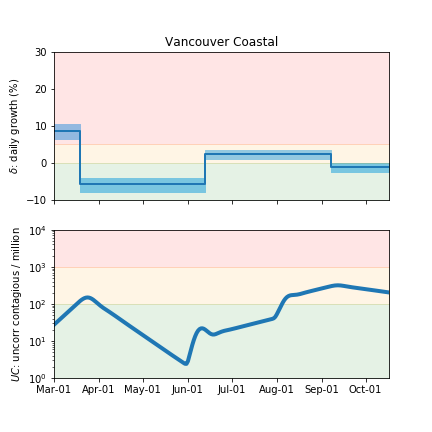 Vancouver Coastal
30
20
10
0
−10
δ: daily growth (%)
10⁴
10³
10²
10¹
10⁰
UC: uncorr contagious / million
Mar-01 Apr-01 May-01 Jun-01 Jul-01 Aug-01 Sep-01 Oct-01